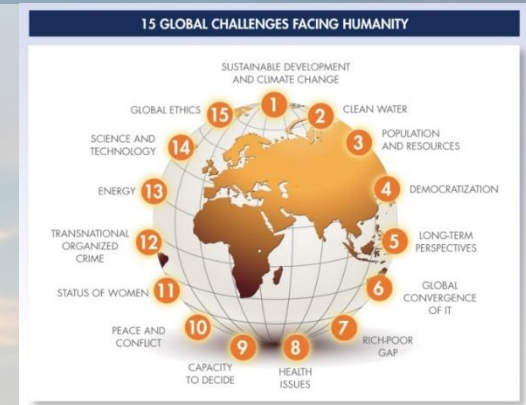 15 GLOBAL CHALLENGES FACING HUMANITY
SUSTAINABLE DEVELOPMENT
AND CLIMATE CHANGE
1
2
CLEAN WATER
3
POPULATION
AND RESOURCES
4
DEMOCRATIZATION
5
LONG-TERM
PERSPECTIVES
6
GLOBAL
CONVERGENCE
OF IT
7
RICH-POOR
GAP
8
HEALTH
ISSUES
9
CAPACITY
TO DECIDE
10
PEACE AND
CONFLICT
11
STATUS OF WOMEN
12
TRANSNATIONAL
ORGANIZED
CRIME
13
ENERGY
14
SCIENCE AND
TECHNOLOGY
15
GLOBAL ETHICS